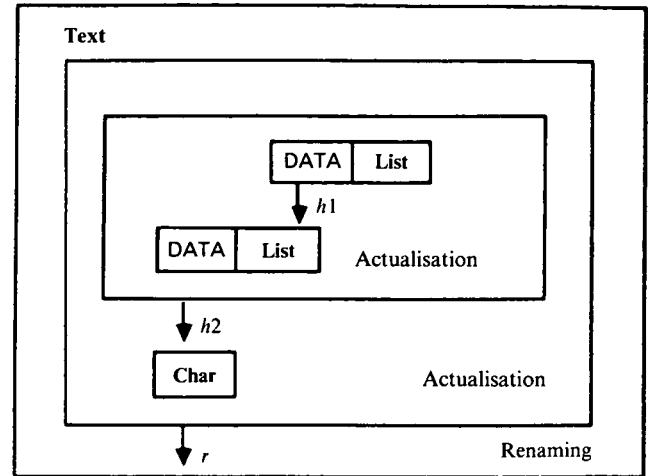 Text
DATA List
h1
DATA List
Actualisation
h2
Char
Actualisation
r
Renaming